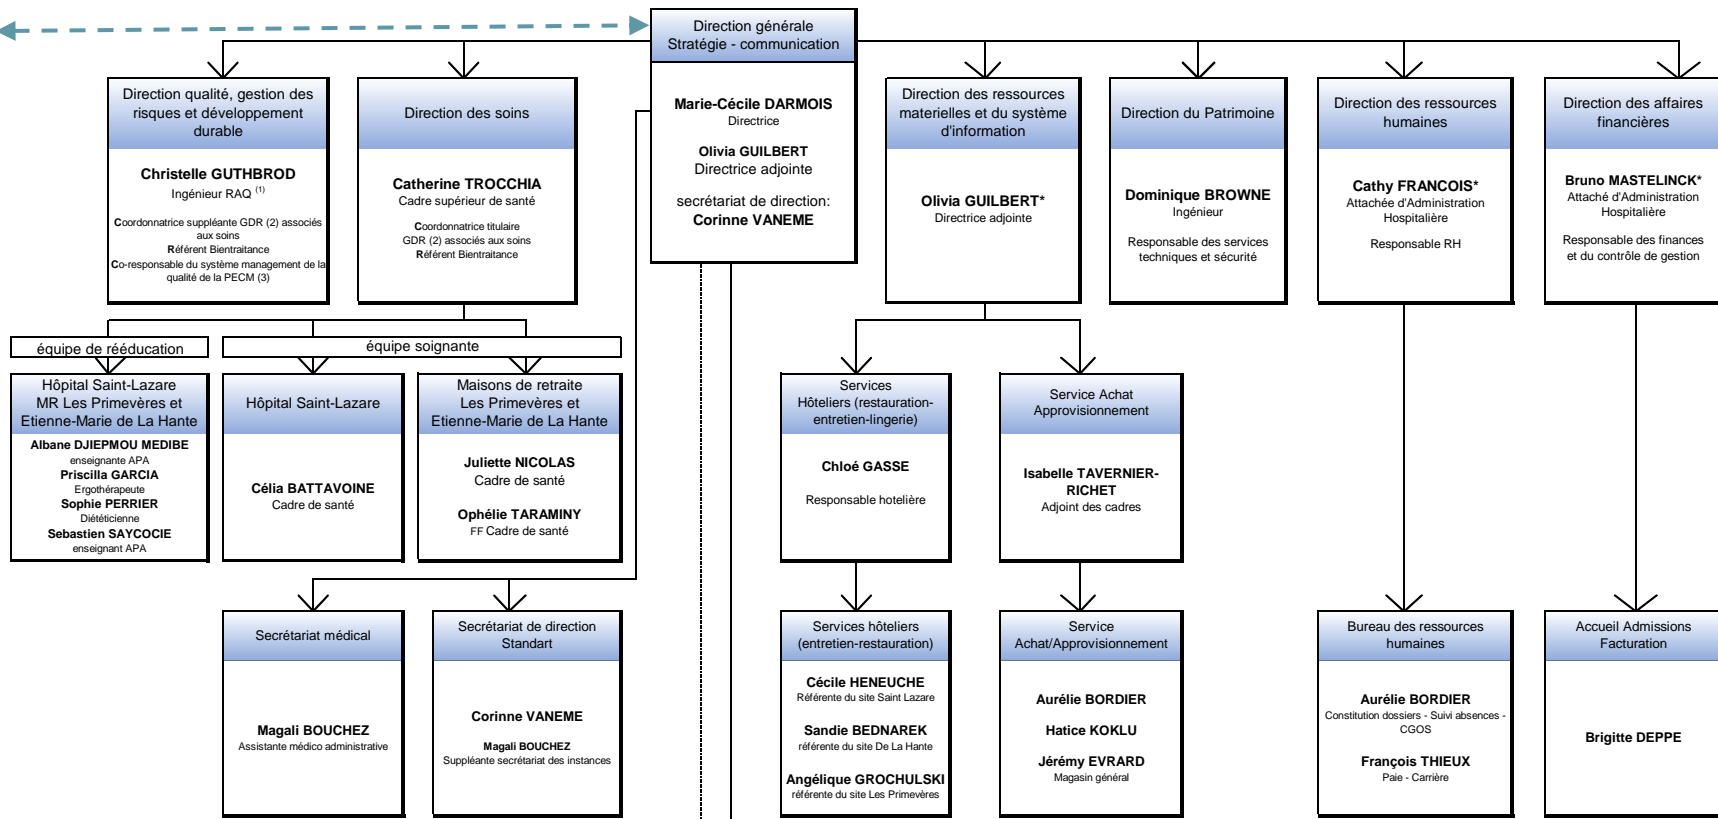 Direction générale
Stratégie - communication
Marie-Cécile DARMOIS
Directrice
Olivia GUILBERT
Directrice adjointe
secrétariat de direction:
Corinne VANEME
Direction qualité, gestion des
risques et développement
durable
Christelle GUTHBROD
Ingénieur RAQ (1)
Coordonnatrice suppléante GDR (2) associés
aux soins
Référent Bientraitance
Co-responsable du système management de la
qualité de la PECM (3)
Direction des soins
Catherine TROCCHIA
Cadre supérieur de santé
Coordonnatrice titulaire
GDR (2) associés aux soins
Référent Bientraitance
Direction des ressources
materielles et du système
d'information
Olivia GUILBERT*
Directrice adjointe
Direction du Patrimoine
Dominique BROWNE
Ingénieur
Responsable des services
techniques et sécurité
Direction des ressources
humaines
Cathy FRANCOIS*
Attachée d'Administration
Hospitalière
Responsable RH
Direction des affaires
financières
Bruno MASTELINCK*
Attaché d'Administration
Hospitalière
Responsable des finances
et du contrôle de gestion
équipe de rééducation
équipe soignante
Hôpital Saint-Lazare
MR Les Primevères et
Etienne-Marie de La Hante
Albane DJIEPMOU MEDIBE
enseignante APA
Priscilla GARCIA
Ergothérapeute
Sophie PERRIER
Diététicienne
Sebastien SAYCOCIE
enseignant APA
Hôpital Saint-Lazare
Célia BATTAVOINE
Cadre de santé
Maisons de retraite
Les Primevères et
Etienne-Marie de La Hante
Juliette NICOLAS
Cadre de santé
Ophélie TARAMINY
FF Cadre de santé
Services
Hôteliers (restauration-
entretien-lingerie)
Chloé GASSE
Responsable hotelière
Service Achat
Approvisionnement
Isabelle TAVERNIER-
RICHET
Adjoint des cadres
Secrétariat médical
Magali BOUCHEZ
Assistante médico administrative
Secrétariat de direction
Standart
Corinne VANEME
Magali BOUCHEZ
Suppléante secrétariat des instances
Services hôteliers
(entretien-restauration)
Cécile HENEUCHE
Référente du site Saint Lazare
Sandie BEDNAREK
référente du site De La Hante
Angélique GROCHULSKI
référente du site Les Primevères
Service
Achat/Approvisionnement
Aurélie BORDIER
Hatice KOKLU
Jérémy EVRARD
Magasin général
Bureau des ressources
humaines
Aurélie BORDIER
Constitution dossiers - Suivi absences -
CGOS
François THIEUX
Paie - Carrière
Accueil Admissions
Facturation
Brigitte DEPPE